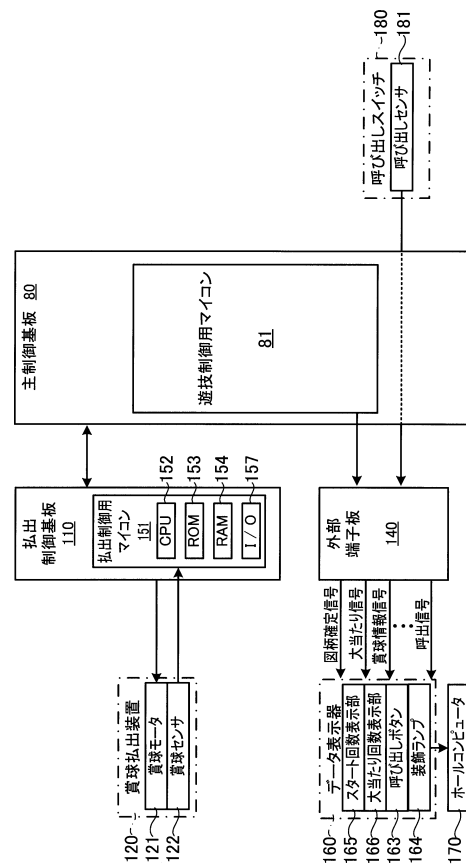 賞球払出装置
120
賞球モータ
121
賞球センサ
122
払出
制御基板
110
払出制御用
マイコン
151
CPU
152
ROM
153
RAM
154
I/O
157
主制御基板 80
遊技制御用マイコン
81
呼び出しスイッチ
180
呼び出しセンサ
181
外部
端子板
140
図柄確定信号
大当たり信号
賞球情報信号
呼出信号
データ表示器
160
スタート回数表示部
165
大当たり回数表示部
166
呼び出しボタン
163
装飾ランプ
164
ホールコンピュータ
170